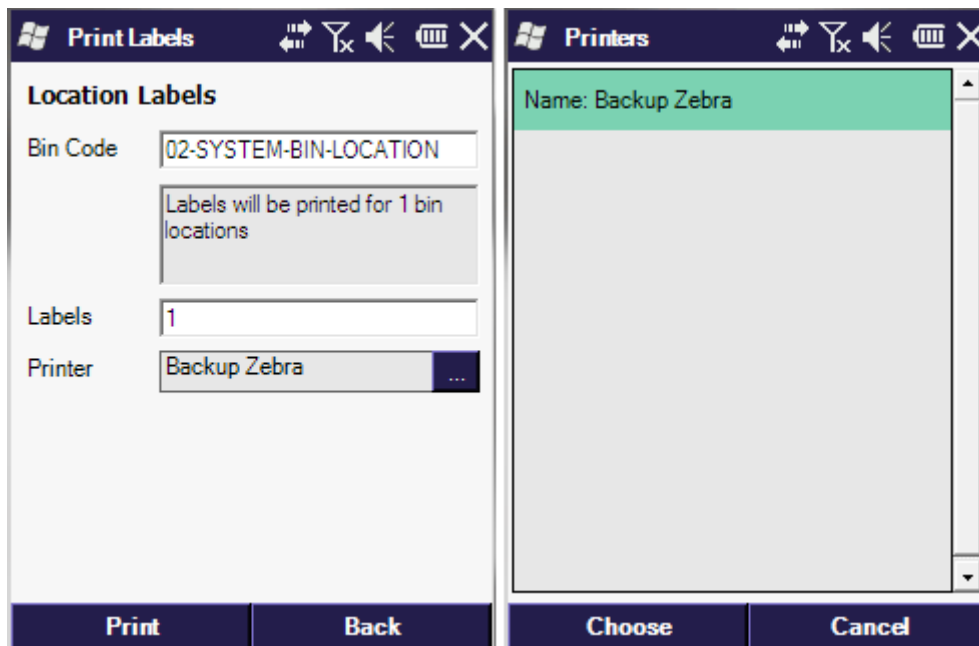 Print Labels
Location Labels
Bin Code 02-SYSTEM-BIN-LOCATION
Labels will be printed for 1 bin
locations
Labels 1
Printer Backup Zebra ...
Print Back
Printers
Name: Backup Zebra
Choose Cancel